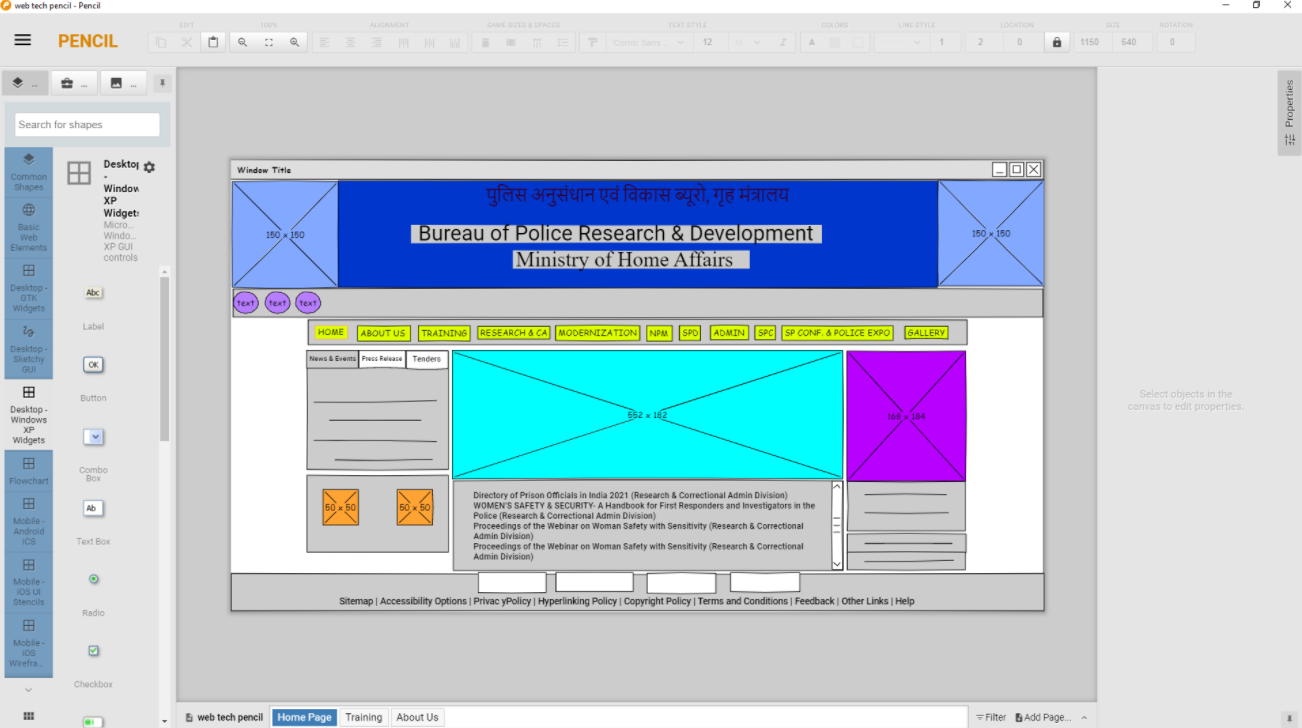 web tech pencil - Pencil
EDIT 100% ALIGNMENT GAME SIZES & SPACES TEXT STYLE COLORS LINE STYLE LOCATION SIZE ROTATION
PENCIL
Comic Sans ... 12 1 2 0 1150 640 0
... ... ...
Search for shapes
Common Shapes
Basic Web Elements
Desktop - GTK Widgets
Desktop - Sketchy GUI
Desktop - Windows XP Widgets
Flowchart
Mobile - Android ICS
Mobile - iOS UI Stencils
Mobile - iOS Wirefra...
Desktop
-
Window
XP
Widget
Micro...
Windo...
XP GUI
controls
Abc
Label
OK
Button
Combo Box
Ab
Text Box
Radio
Checkbox
Window Title
150 x 150
पुलिस अनुसंधान एवं विकास ब्यूरो, गृह मंत्रालय
Bureau of Police Research & Development
Ministry of Home Affairs
150 x 150
text text text
HOME ABOUT US TRAINING RESEARCH & CA MODERNIZATION NPM SPD ADMIN SPC SP CONF. & POLICE EXPO GALLERY
News & Events Press Release Tenders
552 x 182
50 x 50 50 x 50
Directory of Prison Officials in India 2021 (Research & Correctional Admin Division)
WOMEN'S SAFETY & SECURITY- A Handbook for First Responders and Investigators in the
Police (Research & Correctional Admin Division)
Proceedings of the Webinar on Woman Safety with Sensitivity (Research & Correctional
Admin Division)
Proceedings of the Webinar on Woman Safety with Sensitivity (Research & Correctional
Admin Division)
Sitemap | Accessibility Options | Privac yPolicy | Hyperlinking Policy | Copyright Policy | Terms and Conditions | Feedback | Other Links | Help
Properties
Select objects in the
canvas to edit properties.
web tech pencil Home Page Training About Us Filter Add Page...